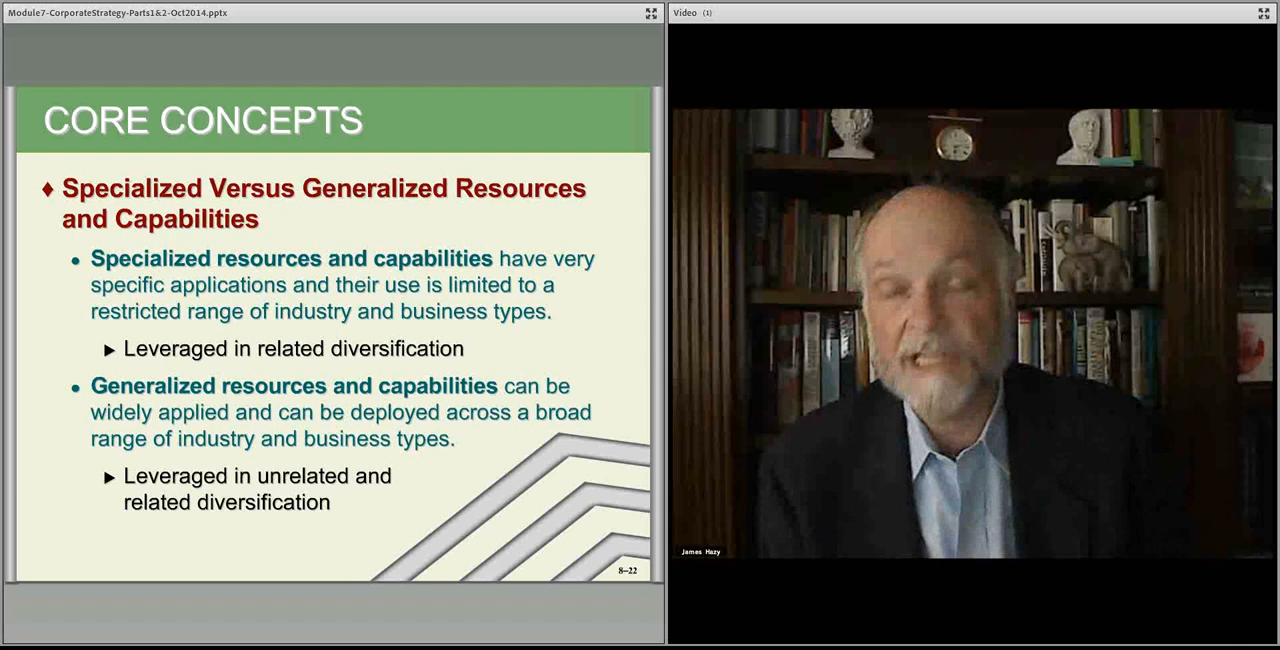 Module7-CorporateStrategy-Parts1&2-Oct2014.pptx
Video (1)
CORE CONCEPTS
♦ Specialized Versus Generalized Resources
and Capabilities
• Specialized resources and capabilities have very
specific applications and their use is limited to a
restricted range of industry and business types.
► Leveraged in related diversification
• Generalized resources and capabilities can be
widely applied and can be deployed across a broad
range of industry and business types.
► Leveraged in unrelated and
related diversification
8–22
James Hazy